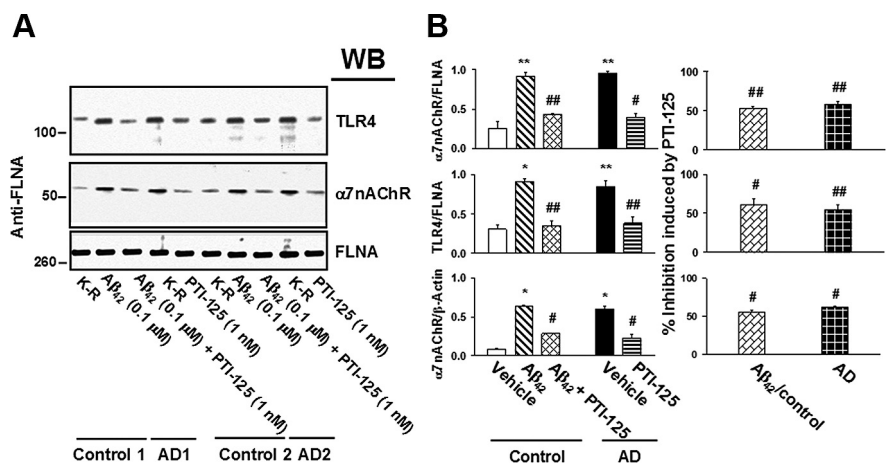 A
WB
TLR4
100
α7nAChR
50
FLNA
260
Anti-FLNA
K-R
Aβ42 (0.1 µM)
Aβ42 (0.1 µM) + PTI-125 (1 nM)
K-R
PTI-125 (1 nM)
K-R
Aβ42 (0.1 µM)
Aβ42 (0.1 µM) + PTI-125 (1 nM)
K-R
PTI-125 (1 nM)
Control 1
AD1
Control 2
AD2
B
α7nAChR/FLNA
1.0
0.5
0.0
**
##
**
#
TLR4/FLNA
1.0
0.5
0.0
*
##
**
##
α7nAChR/β-Actin
1.0
0.5
0.0
*
#
*
#
Vehicle
Aβ42
Aβ42 + PTI-125
Vehicle
PTI-125
Control
AD
% Inhibition induced by PTI-125
100
50
0
##
##
100
50
0
#
##
100
50
0
#
#
Aβ42/control
AD